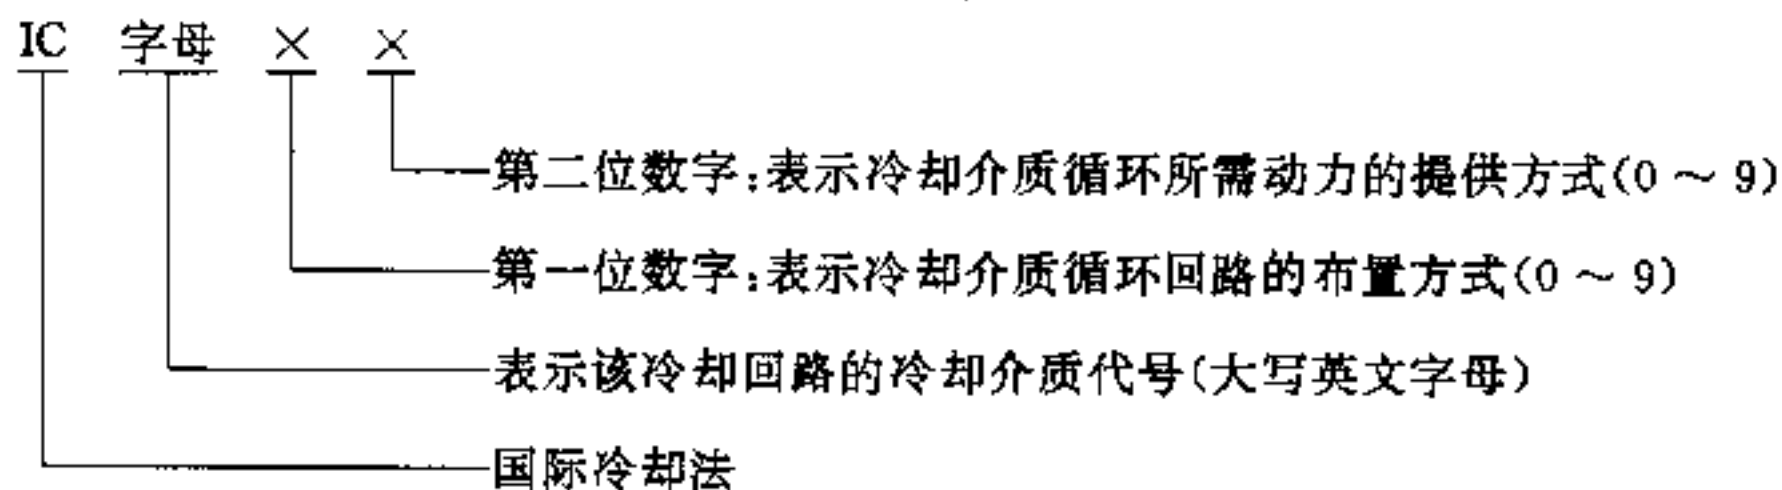 IC 字母 × ×
第二位数字:表示冷却介质循环所需动力的提供方式(0 ~ 9)
第一位数字:表示冷却介质循环回路的布置方式(0 ~ 9)
表示该冷却回路的冷却介质代号(大写英文字母)
国际冷却法